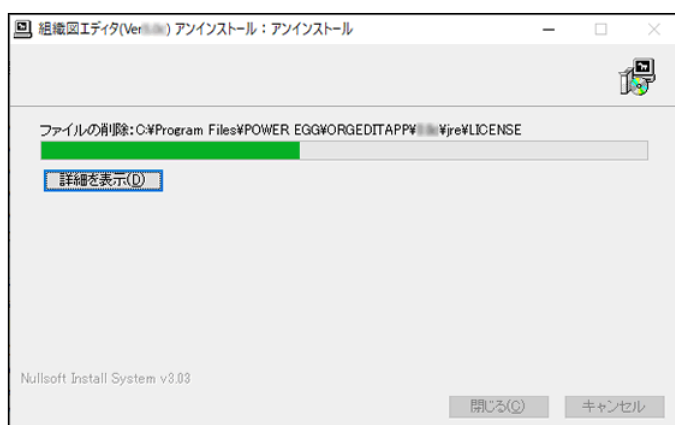 組織図エディタ(Ver) アンインストール：アンインストール
ファイルの削除:C:¥Program Files¥POWER EGG¥ORGEDITAPP¥ ¥jre¥LICENSE
詳細を表示(D)
Nullsoft Install System v3.03
閉じる(C)
キャンセル